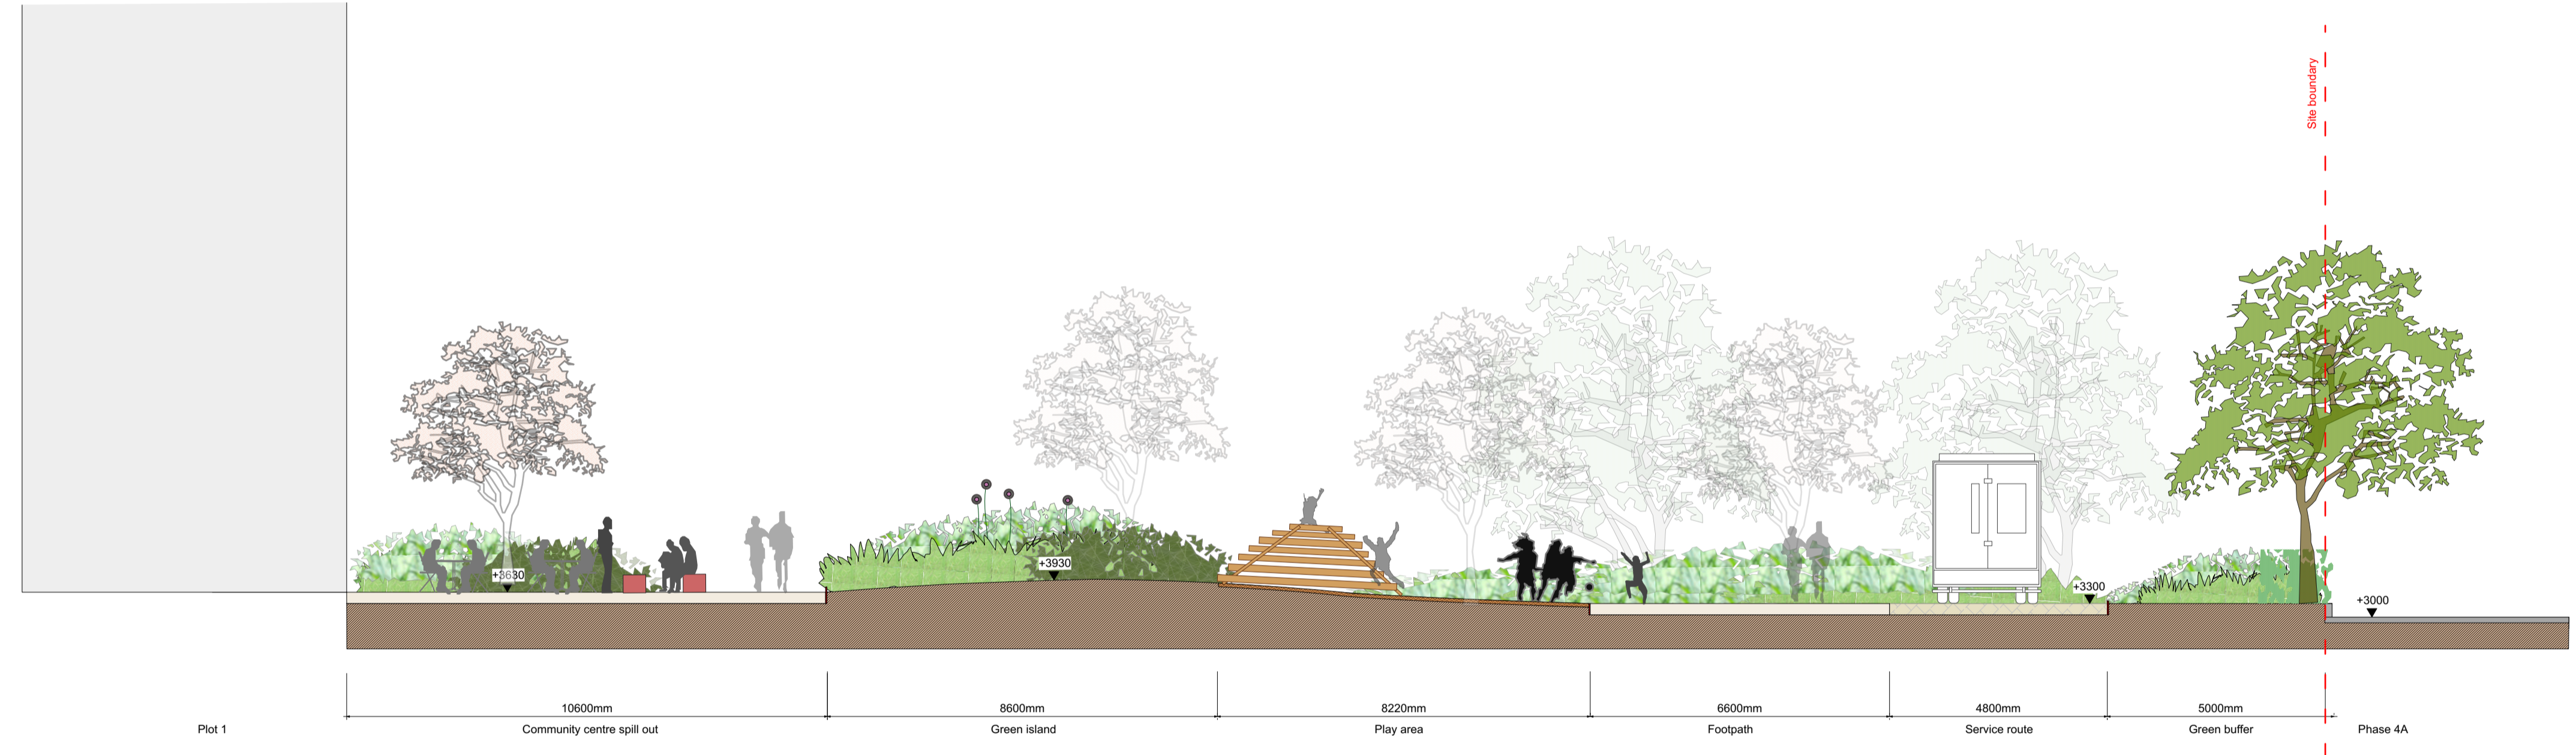 Site boundary
+3630
+3930
+3300
+3000
10600mm
8600mm
8220mm
6600mm
4800mm
5000mm
Plot 1
Community centre spill out
Green island
Play area
Footpath
Service route
Green buffer
Phase 4A